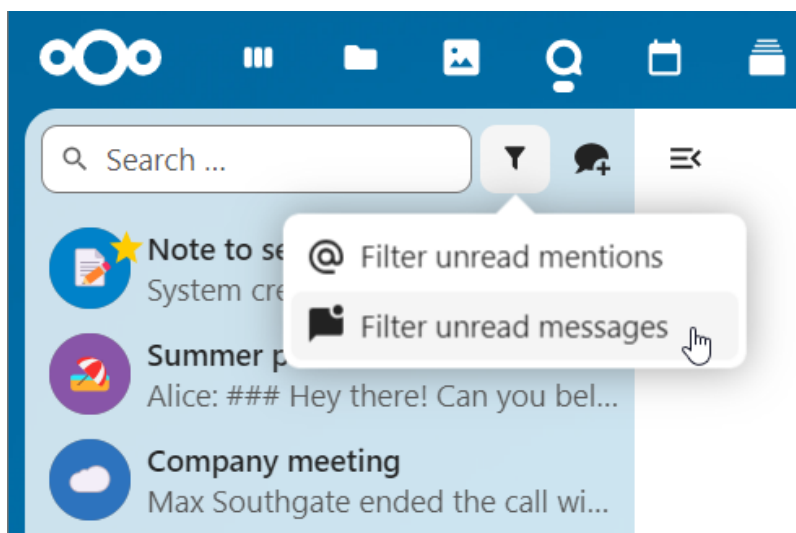 Search ...
Filter unread mentions
Note to se
System cre
Filter unread messages
Summer p
Alice: ### Hey there! Can you bel...
Company meeting
Max Southgate ended the call wi...